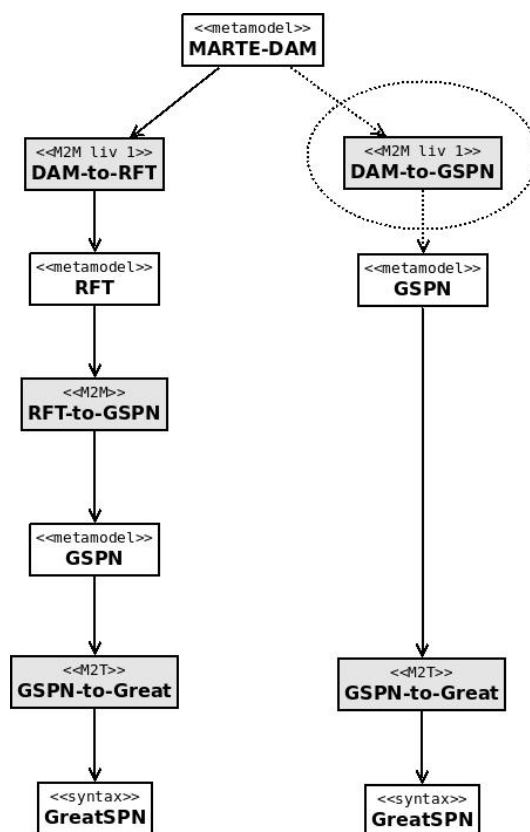 <<metamodel>>
MARTE-DAM
<<M2M liv 1>>
DAM-to-RFT
<<M2M liv 1>>
DAM-to-GSPN
<<metamodel>>
RFT
<<metamodel>>
GSPN
<<M2M>>
RFT-to-GSPN
<<metamodel>>
GSPN
<<M2T>>
GSPN-to-Great
<<M2T>>
GSPN-to-Great
<<syntax>>
GreatSPN
<<syntax>>
GreatSPN